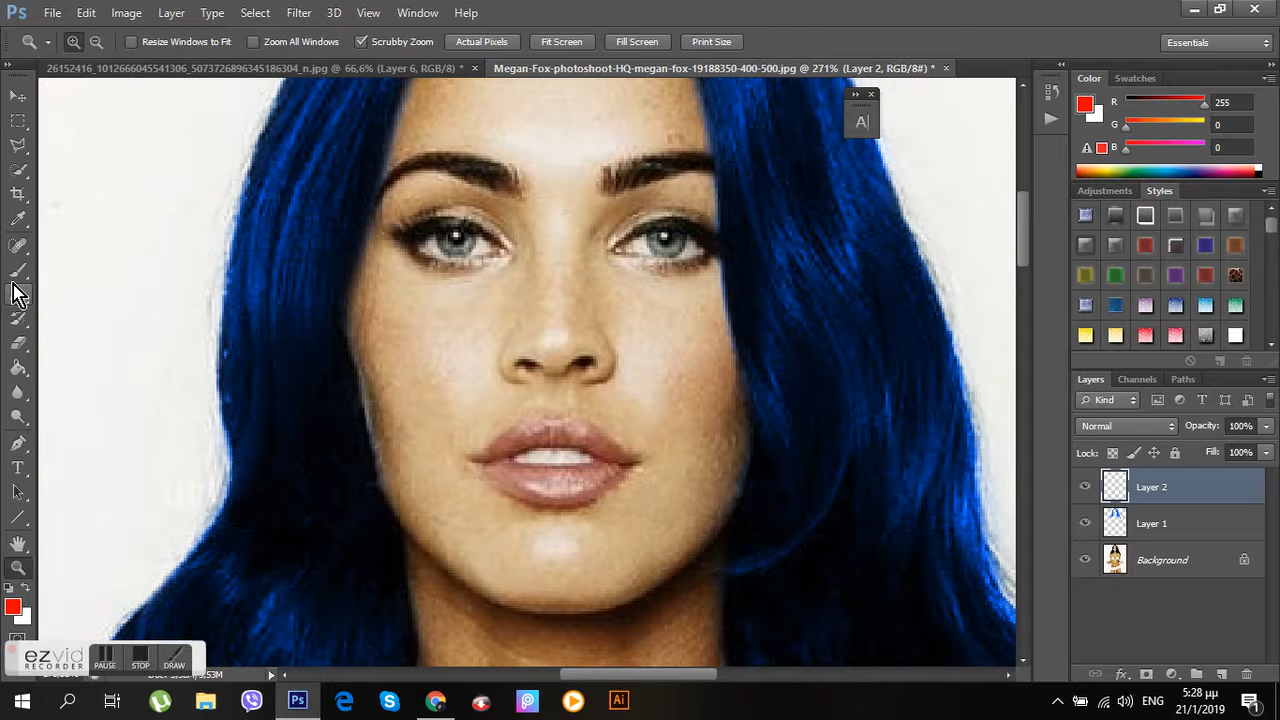 Ps File Edit Image Layer Type Select Filter 3D View Window Help
Resize Windows to Fit Zoom All Windows Scrubby Zoom Actual Pixels Fit Screen Fill Screen Print Size Essentials
26152416_1012666045541306_5073726896345186304_n.jpg @ 66,6% (Layer 6, RGB/8) * × Megan-Fox-photoshoot-HQ-megan-fox-19188350-400-500.jpg @ 271% (Layer 2, RGB/8#) * ×
Color Swatches
R 255
G 0
B 0
A|
Adjustments Styles
Layers Channels Paths
Kind
Normal Opacity: 100%
Lock: Fill: 100%
Layer 2
Layer 1
Background
ezvid
RECORDER
PAUSE STOP DRAW
Ps Ai ENG
5:28 μμ
21/1/2019